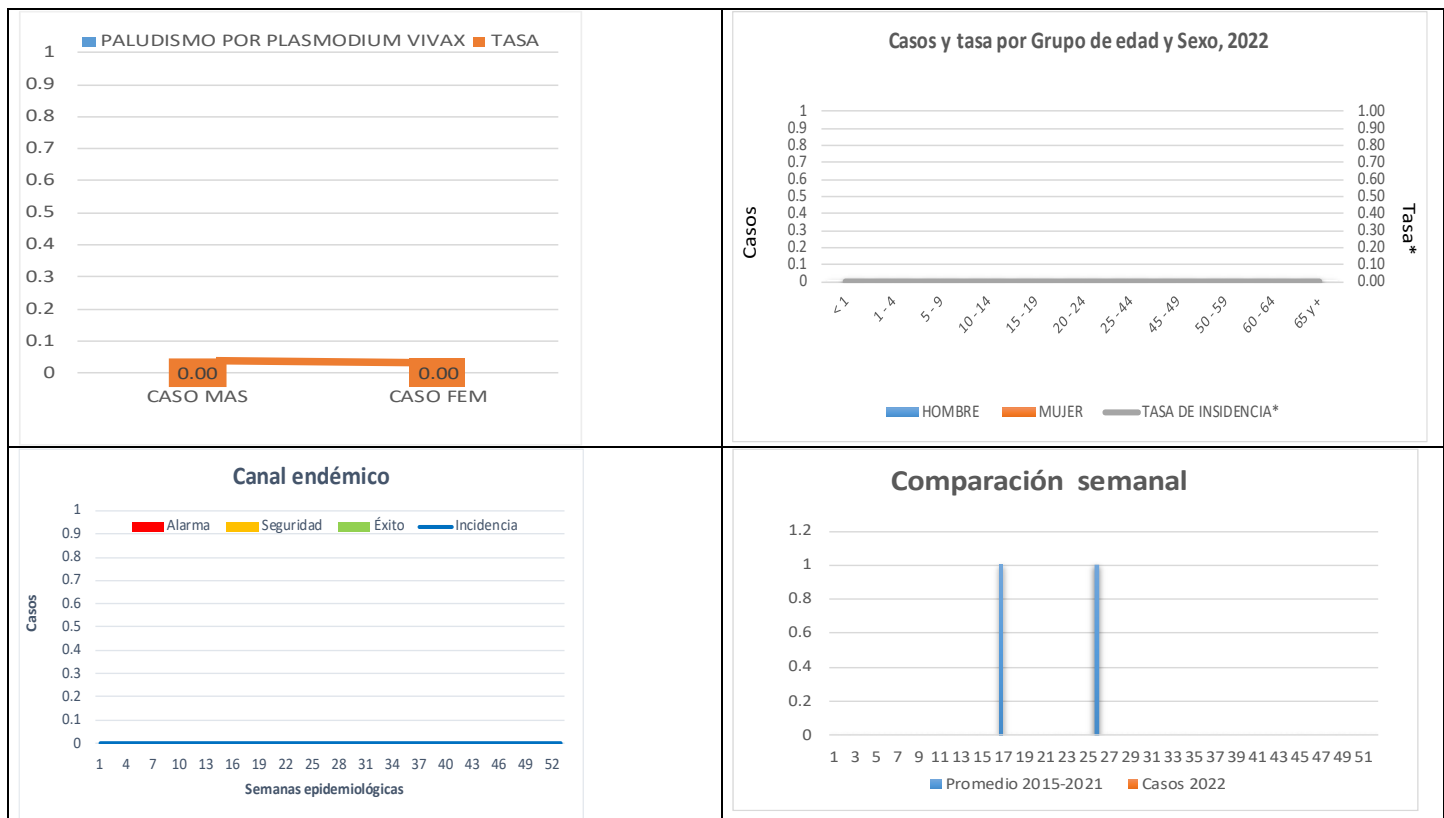 PALUDISMO POR PLASMODIUM VIVAX TASA
1
0.9
0.8
0.7
0.6
0.5
0.4
0.3
0.2
0.1
0
0.00 0.00
CASO MAS CASO FEM
Casos y tasa por Grupo de edad y Sexo, 2022
1 1.00
0.9 0.90
0.8 0.80
0.7 0.70
0.6 0.60
0.5 0.50
0.4 0.40
0.3 0.30
0.2 0.20
0.1 0.10
0 0.00
Casos
Tasa*
< 1 1 - 4 5 - 9 10 - 14 15 - 19 20 - 24 25 - 44 45 - 49 50 - 59 60 - 64 65 y +
HOMBRE MUJER TASA DE INSIDENCIA*
Canal endémico
Alarma Seguridad Éxito Incidencia
1
0.9
0.8
0.7
0.6
0.5
0.4
0.3
0.2
0.1
0
Casos
1 4 7 10 13 16 19 22 25 28 31 34 37 40 43 46 49 52
Semanas epidemiológicas
Comparación semanal
1.2
1
0.8
0.6
0.4
0.2
0
1 3 5 7 9 11 13 15 17 19 21 23 25 27 29 31 33 35 37 39 41 43 45 47 49 51
Promedio 2015-2021 Casos 2022